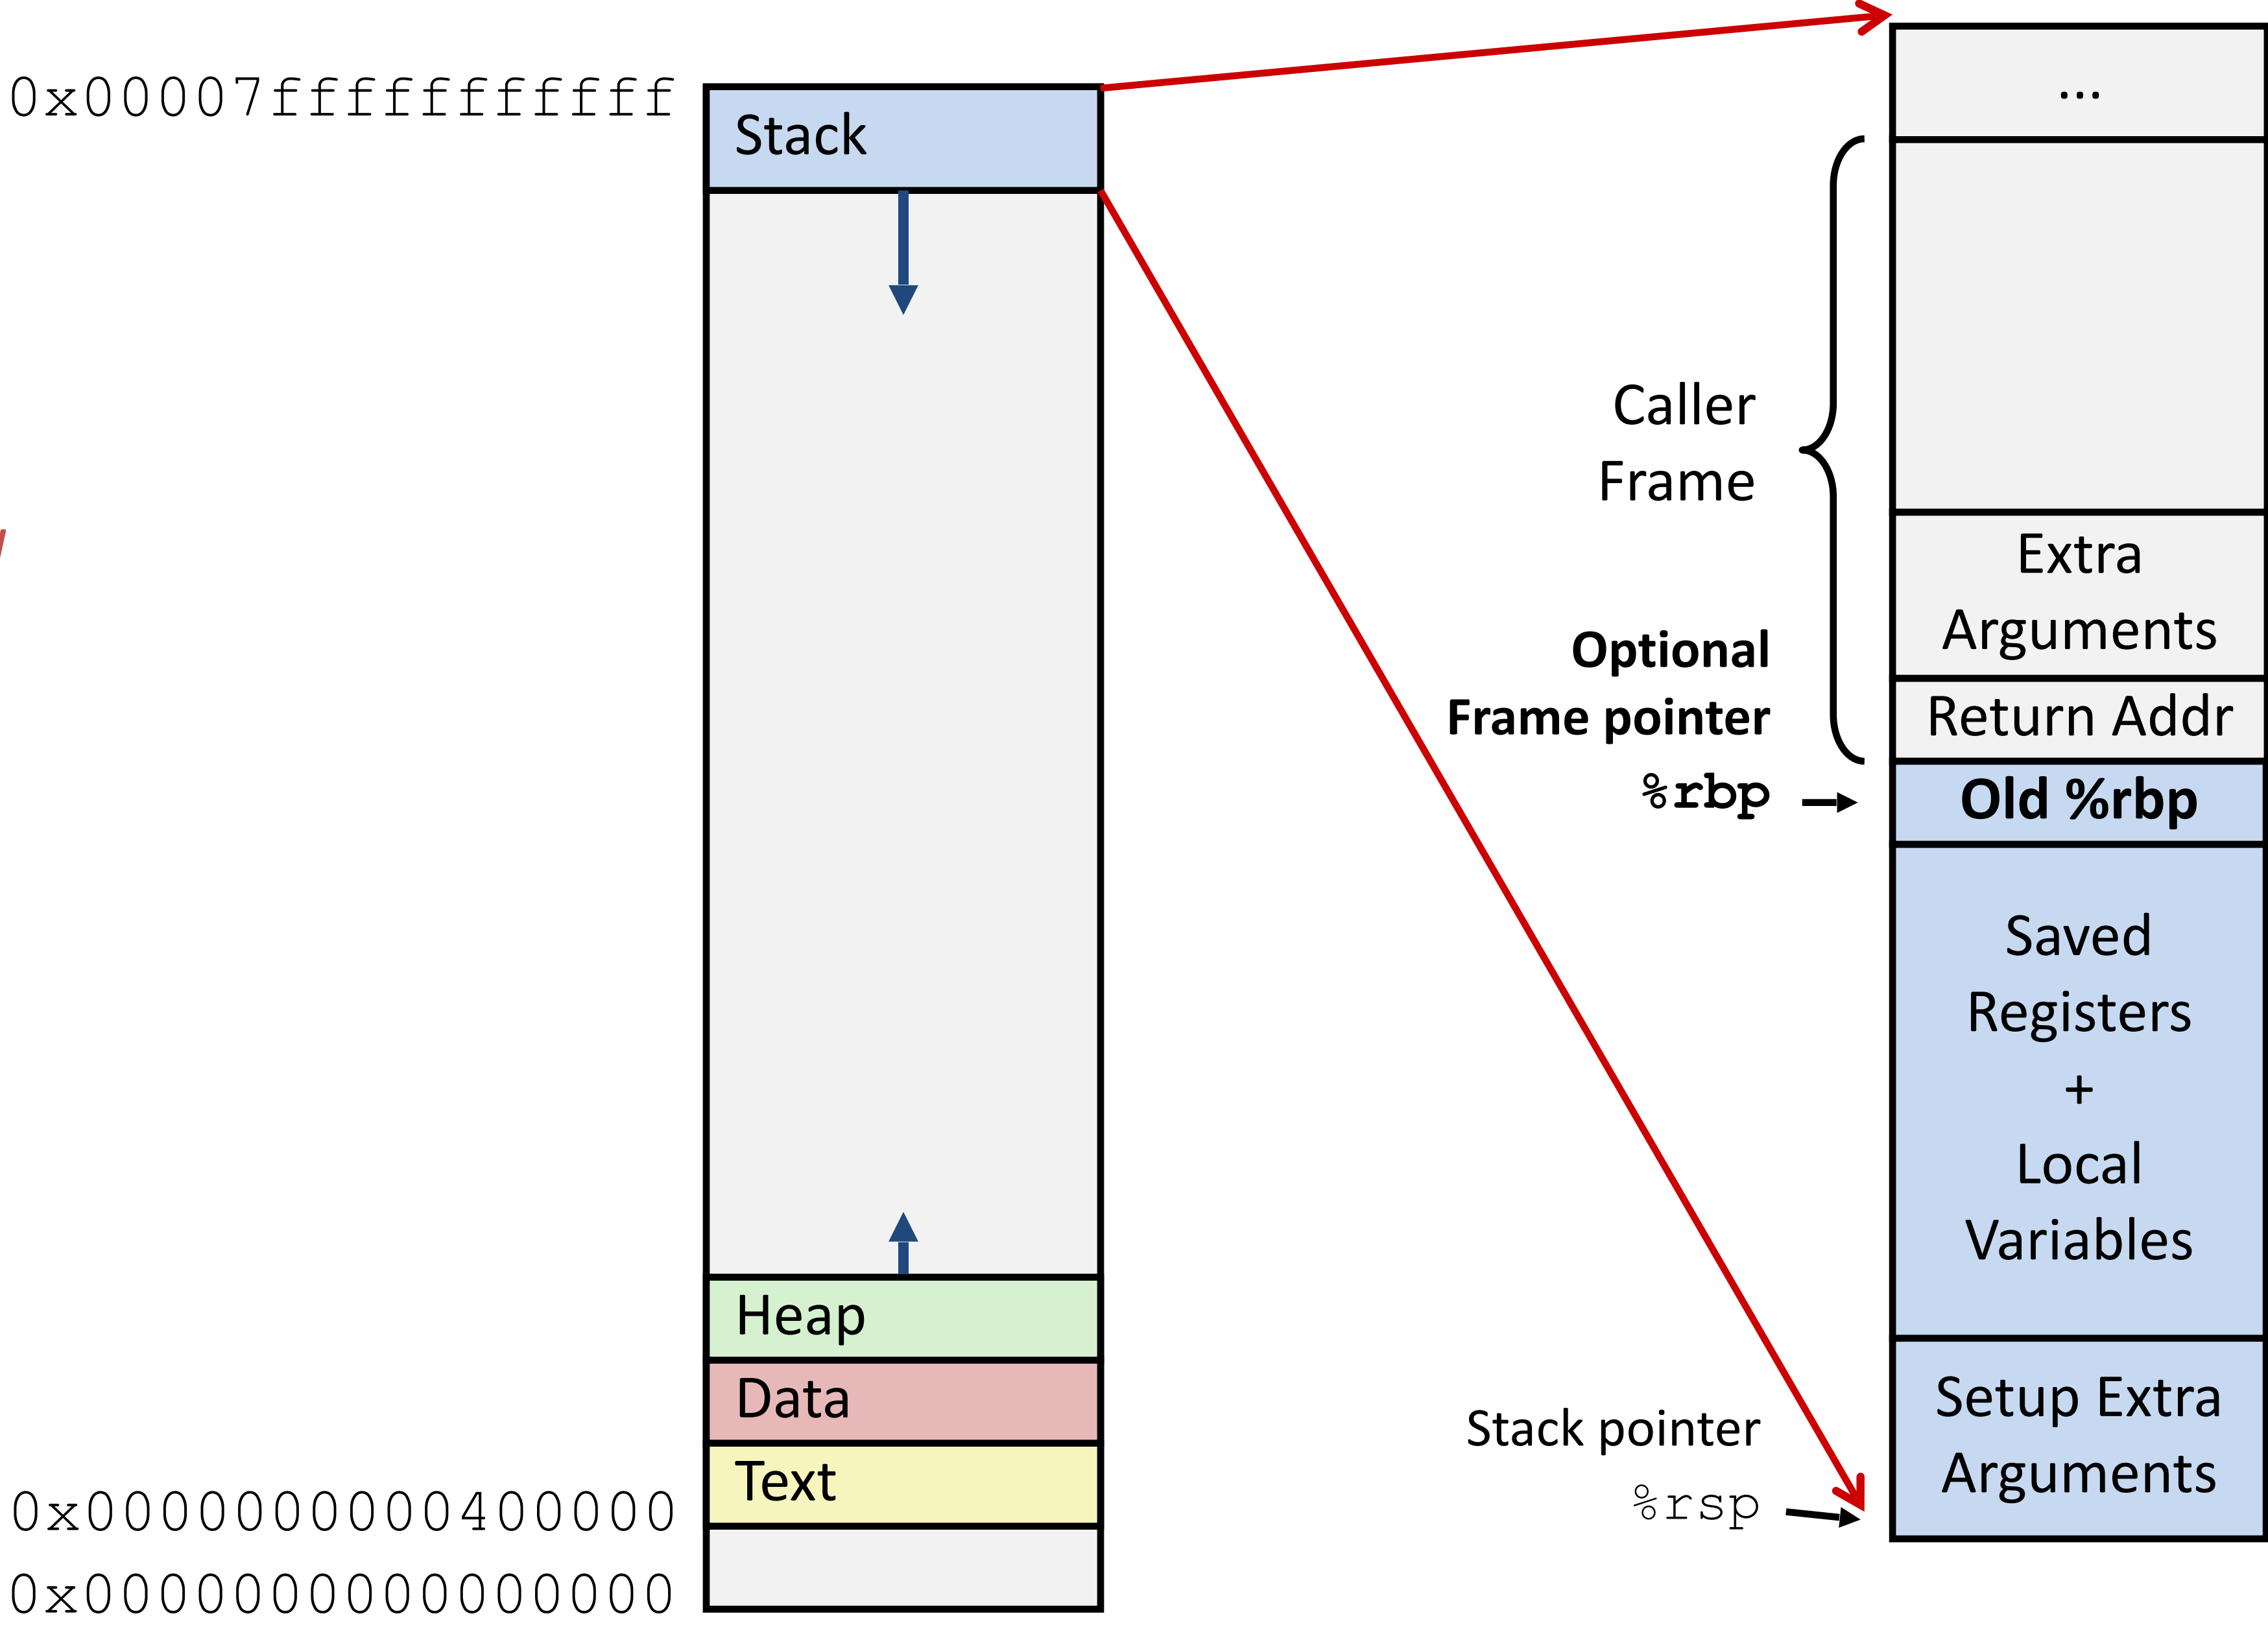 0x00007fffffffffff
Stack
Heap
Data
Text
0x0000000000400000
0x0000000000000000
...
Caller
Frame
Extra
Arguments
Return Addr
Optional
Frame pointer
%rbp
Old %rbp
Saved
Registers
+
Local
Variables
Setup Extra
Arguments
Stack pointer
%rsp